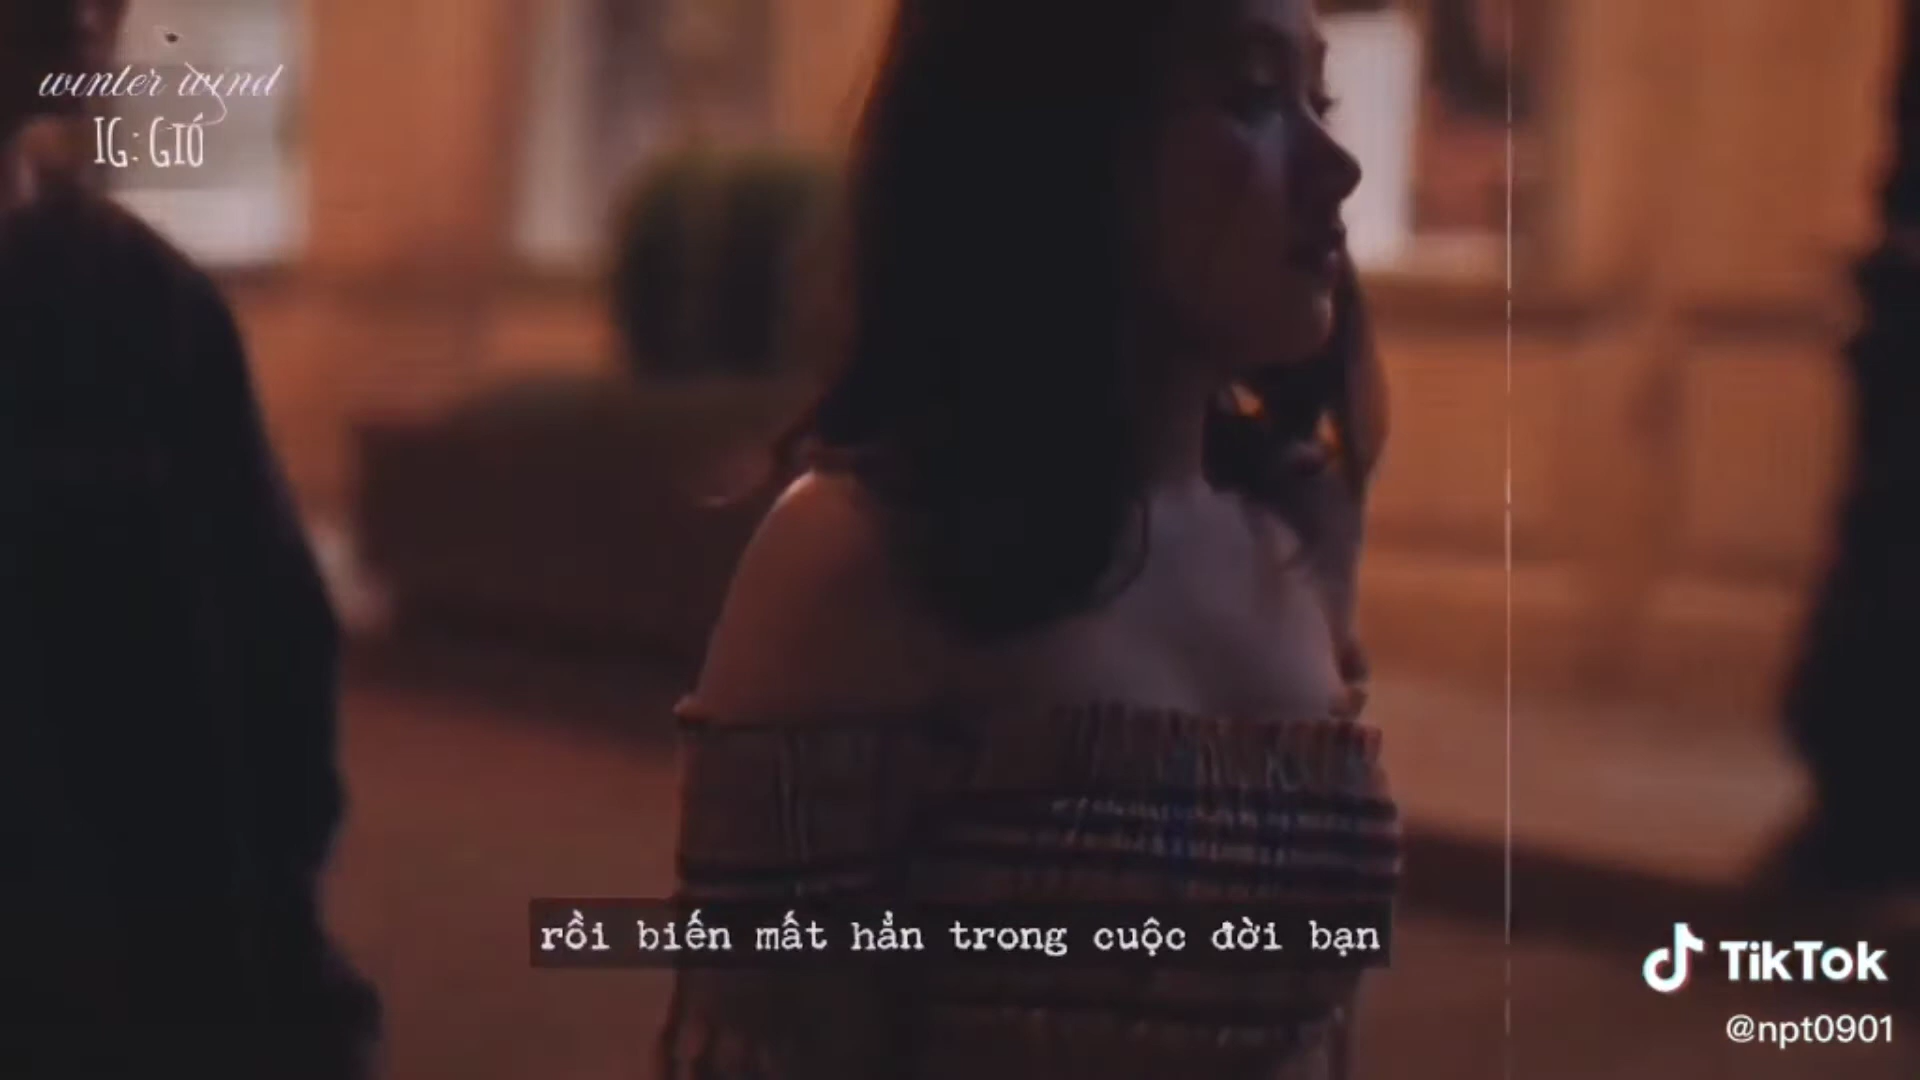 winter wind
IG: GIÓ
rồi biến mất hẳn trong cuộc đời bạn
TikTok
@npt0901